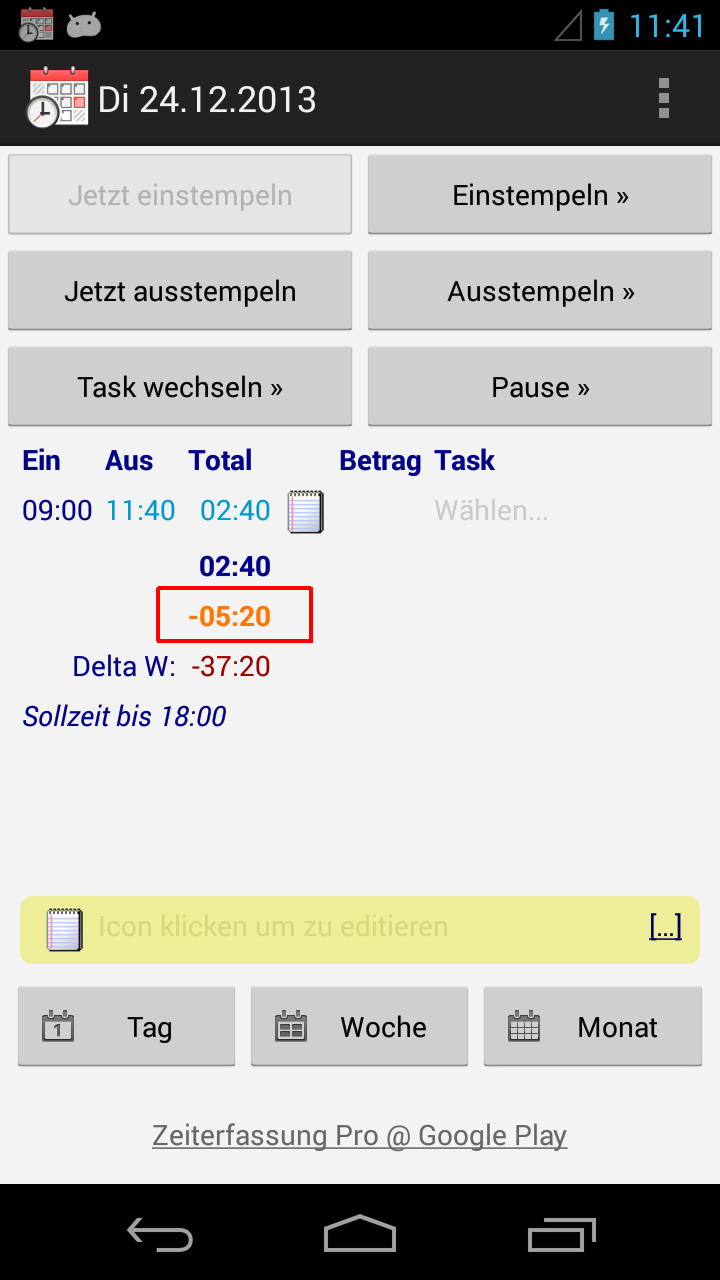 11:41
Di 24.12.2013
Jetzt einstempeln Einstempeln »
Jetzt ausstempeln Ausstempeln »
Task wechseln » Pause »
Ein Aus Total Betrag Task
09:00 11:40 02:40 Wählen...
02:40
-05:20
Delta W: -37:20
Sollzeit bis 18:00
Icon klicken um zu editieren [...]
1 Tag Woche Monat
Zeiterfassung Pro @ Google Play